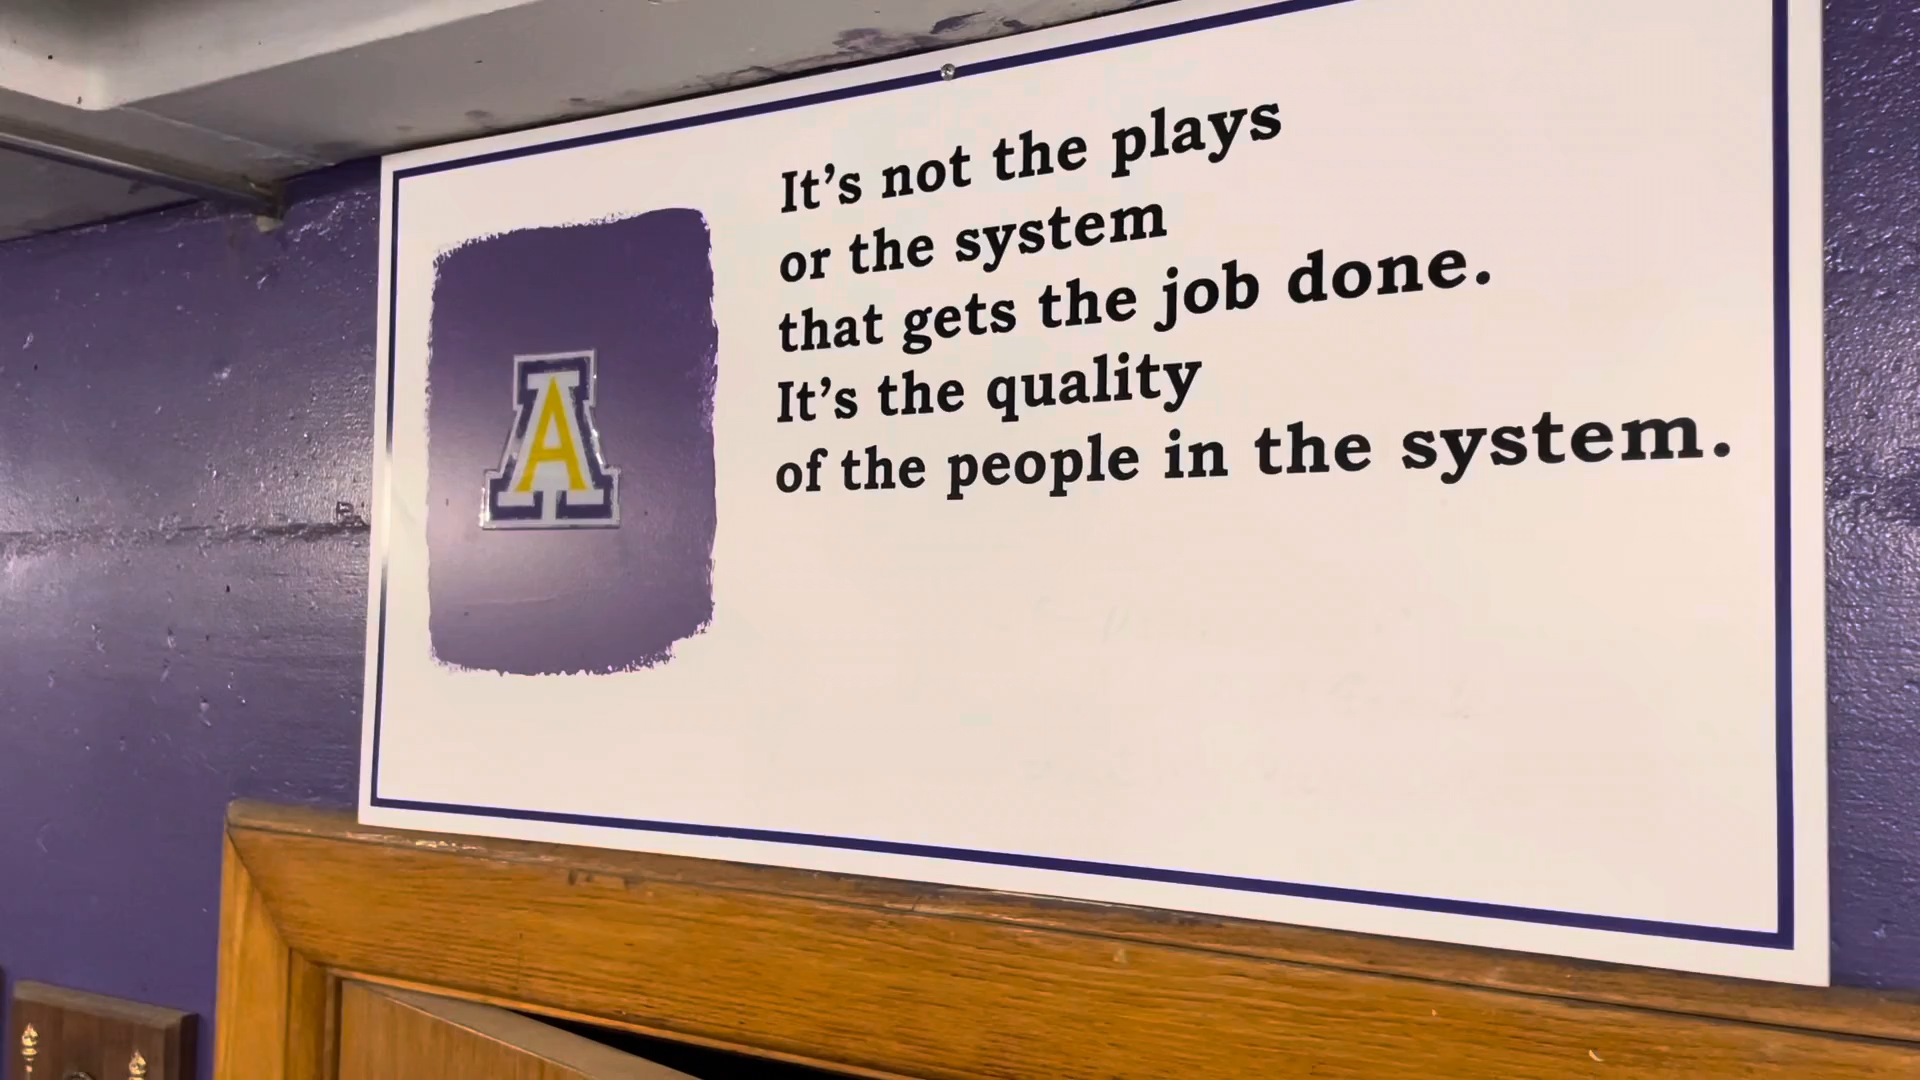 It’s not the plays
or the system
that gets the job done.
It’s the quality
of the people in the system.
A